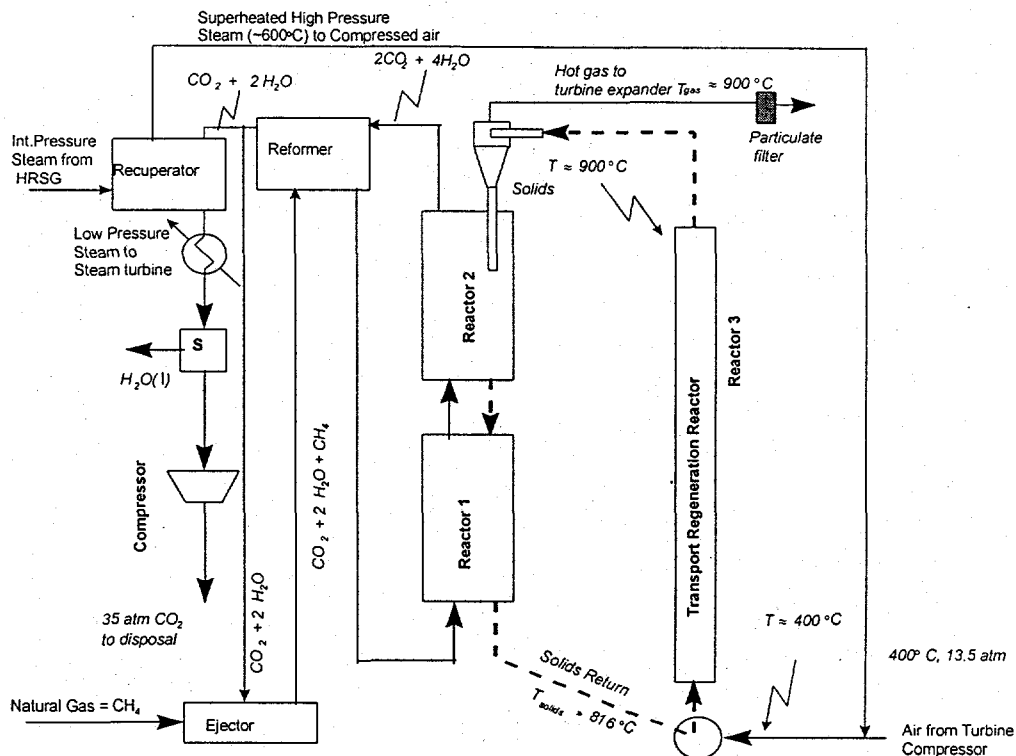 Superheated High Pressure
Steam (~600°C) to Compressed air
CO₂ + 2 H₂O
2CO₂ + 4H₂O
Hot gas to
turbine expander Tgas ≈ 900°C
Particulate
filter
Int.Pressure
Steam from
HRSG
Recuperator
Reformer
Solids
T ≈ 900°C
Low Pressure
Steam to
Steam turbine
Reactor 2
Reactor 3
S
H₂O(l)
Compressor
CO₂ + 2 H₂O + CH₄
Reactor 1
Transport Regeneration Reactor
35 atm CO₂
to disposal
CO₂ + 2 H₂O
Solids Return
Tsolids > 816°C
T ≈ 400°C
400° C, 13.5 atm
Natural Gas = CH₄
Ejector
Air from Turbine
Compressor